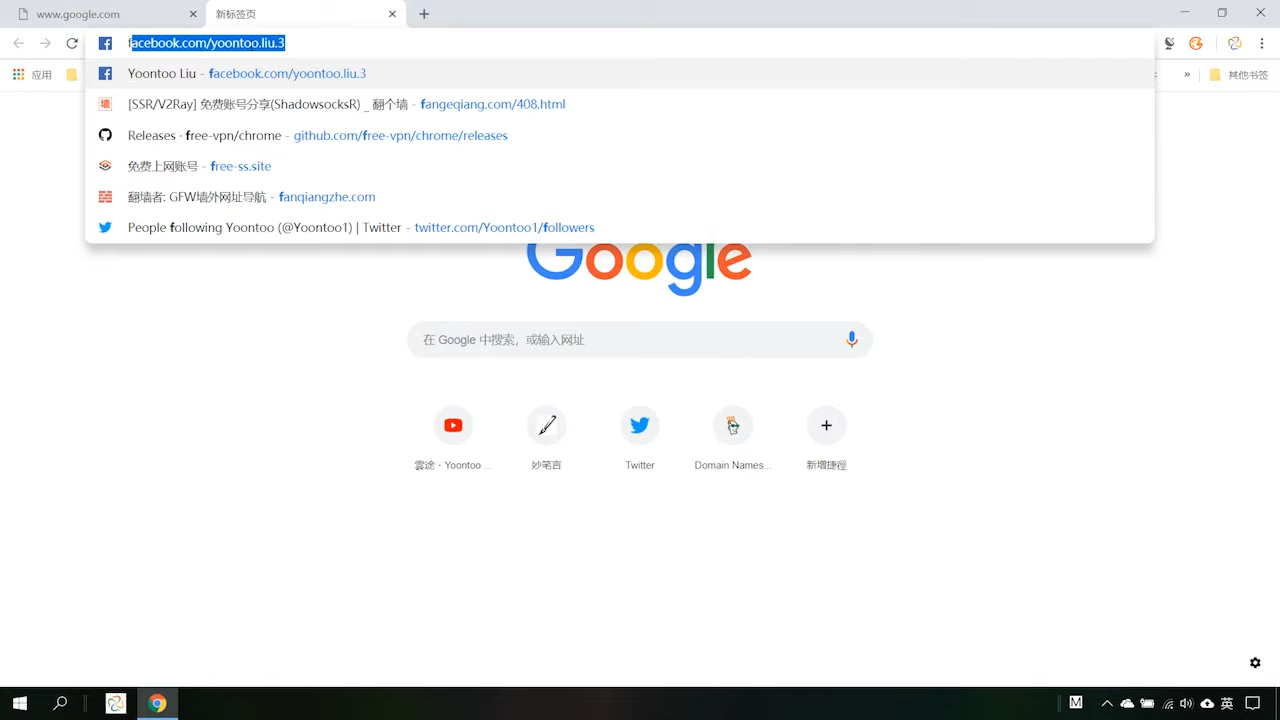 www.google.com
新标签页
facebook.com/yoontoo.liu.3
应用
Yoontoo Liu - facebook.com/yoontoo.liu.3
其他书签
[SSR/V2Ray] 免费账号分享(ShadowsocksR) _ 翻个墙 - fangeqiang.com/408.html
Releases · free-vpn/chrome - github.com/free-vpn/chrome/releases
免费上网账号 - free-ss.site
翻墙者: GFW墙外网址导航 - fanqiangzhe.com
People following Yoontoo (@Yoontoo1) | Twitter - twitter.com/Yoontoo1/followers
Google
在 Google 中搜索，或输入网址
雲途 · Yoontoo ...
妙笔言
Twitter
Domain Names...
新增捷徑
M
英